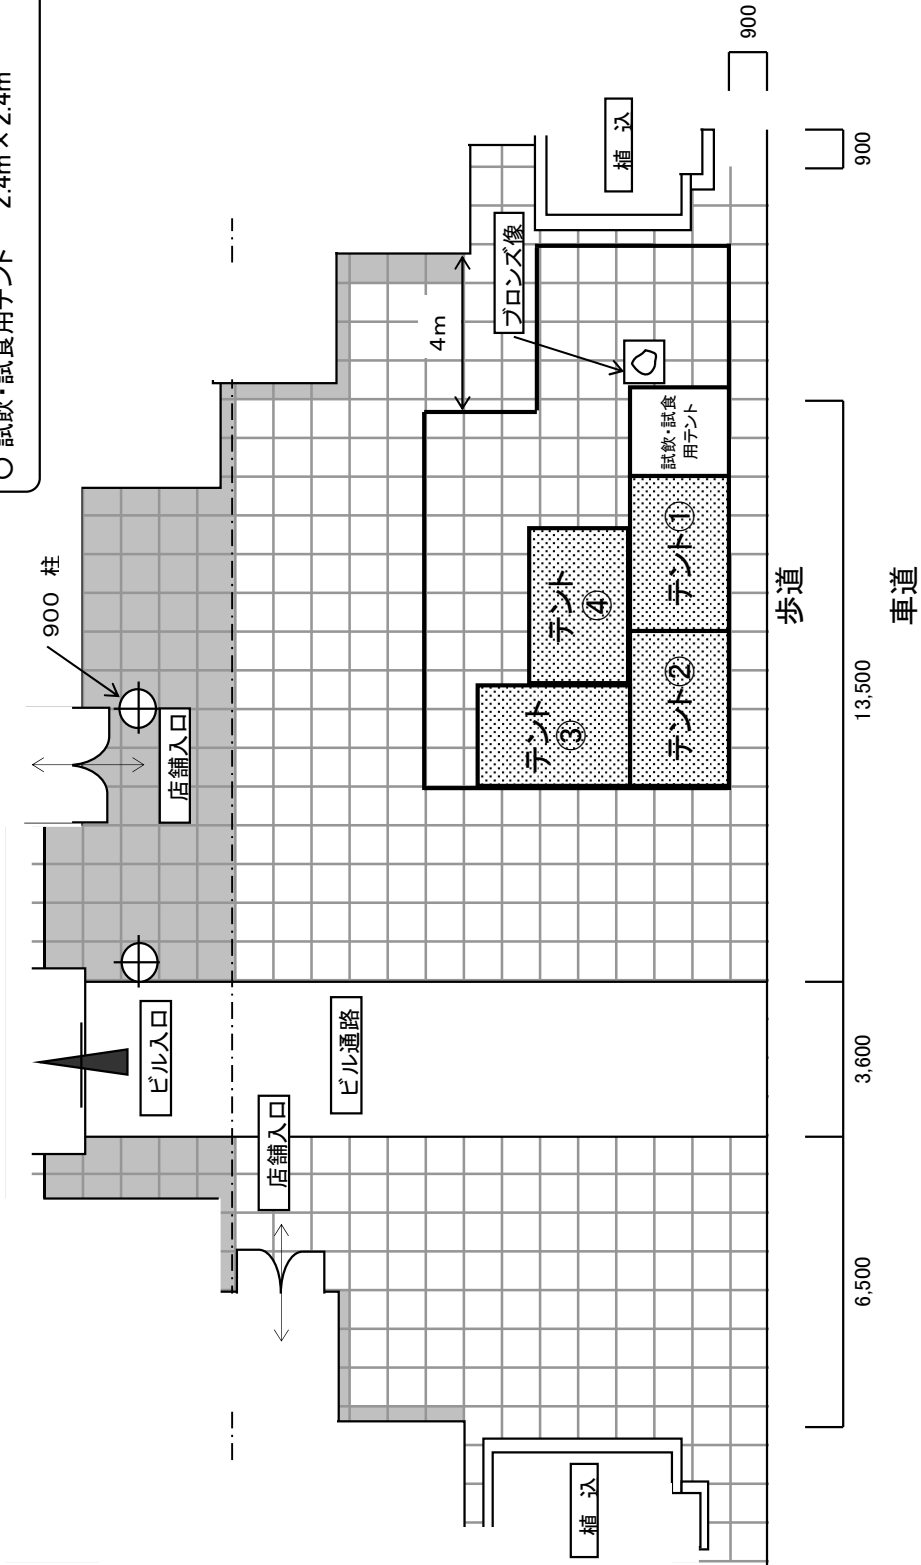 ○ 試飲・試食用テント　2.4m × 2.4m
900 柱
店舗入口
ビル入口
ビル通路
店舗入口
4m
ブロンズ像
植 込
植 込
試飲・試食
用テント
テント①
テント②
テント
③
テント
④
歩道
車道
900
900
13,500
3,600
6,500